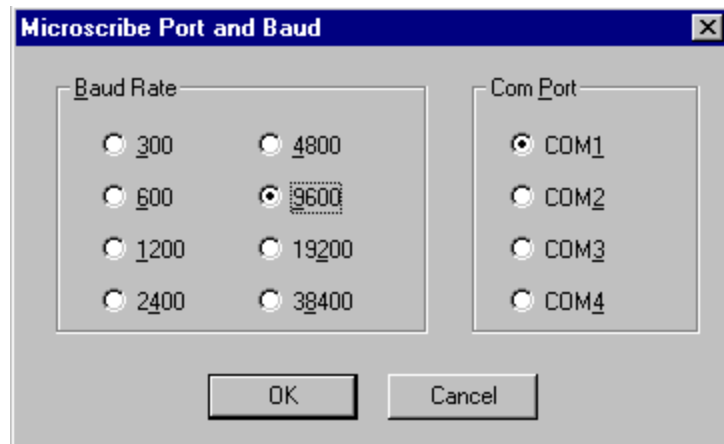 Microscribe Port and Baud
Baud Rate
Com Port
300
4800
COM1
600
9600
COM2
1200
19200
COM3
2400
38400
COM4
OK
Cancel